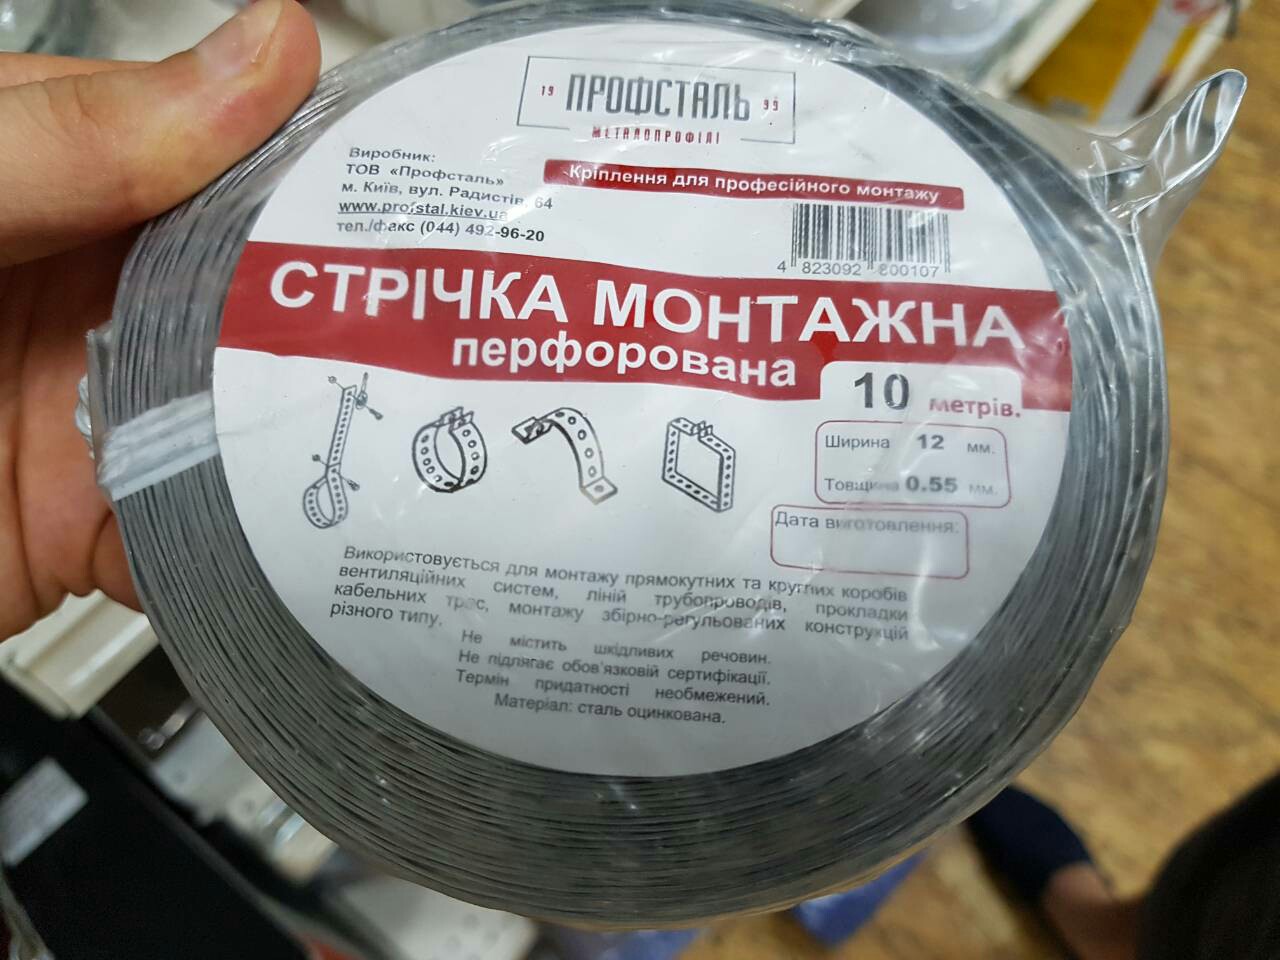 19 ПРОФСТАЛЬ 99
МЕТАЛОПРОФІЛІ
Виробник:
ТОВ «Профсталь»
м. Київ, вул. Радистів, 64
www.profstal.kiev.ua
тел./факс (044) 492-96-20
Кріплення для професійного монтажу
4 823092 800107
СТРІЧКА МОНТАЖНА
перфорована
10 метрів.
Ширина 12 мм.
Товщина 0.55 мм.
Дата виготовлення:
Використовується для монтажу прямокутних та круглих коробів
вентиляційних систем, ліній трубопроводів, прокладки
кабельних трас, монтажу збірно-регульованих конструкцій
різного типу.
Не містить шкідливих речовин.
Не підлягає обов'язковій сертифікації.
Термін придатності необмежений.
Матеріал: сталь оцинкована.